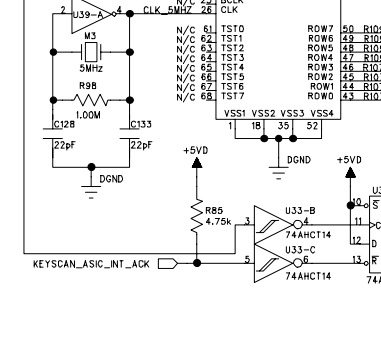 N/C 25 BCLK
2 U39-A 4 CLK_5MHZ 26 CLK
M3
5MHz
R98
1.00M
C128
22pF
C133
22pF
DGND
N/C 61 TST0
N/C 62 TST1
N/C 63 TST2
N/C 64 TST3
N/C 65 TST4
N/C 66 TST5
N/C 67 TST6
N/C 68 TST7
ROW7 50
ROW6 49
ROW5 48
ROW4 47
ROW3 46
ROW2 45
ROW1 44
ROW0 43
VSS1 VSS2 VSS3 VSS4
1 18 35 52
DGND
+5VD
+5VD
R85
4.75k
U33-B
3 4
74AHCT14
U33-C
5 6
74AHCT14
KEYSCAN_ASIC_INT_ACK
10 S
11 C
12 D
13 R